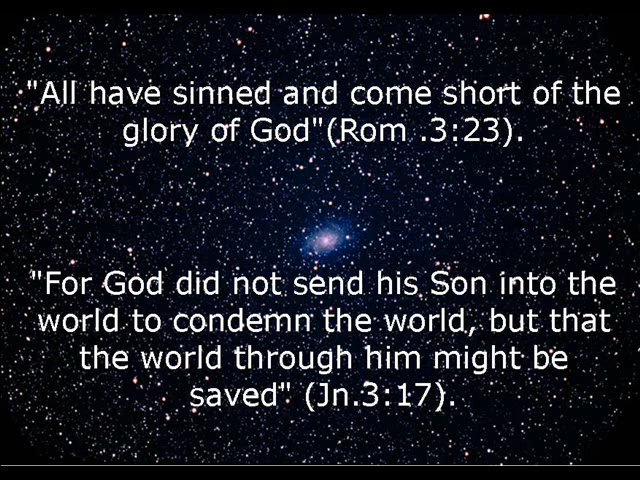 "All have sinned and come short of the
glory of God"(Rom .3:23).
"For God did not send his Son into the
world to condemn the world, but that
the world through him might be
saved" (Jn.3:17).